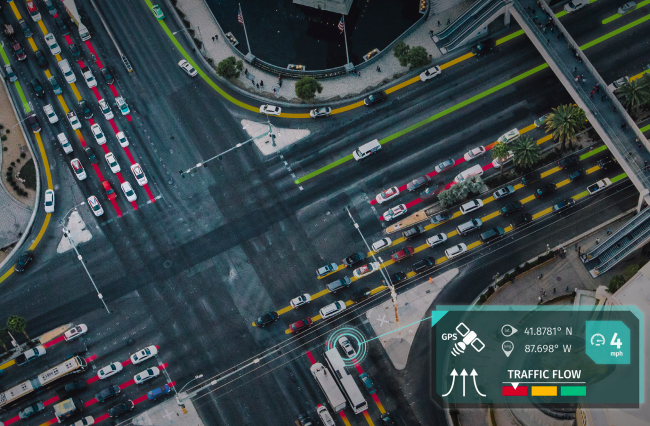 GPS
41.8781° N
87.698° W
4
mph
TRAFFIC FLOW